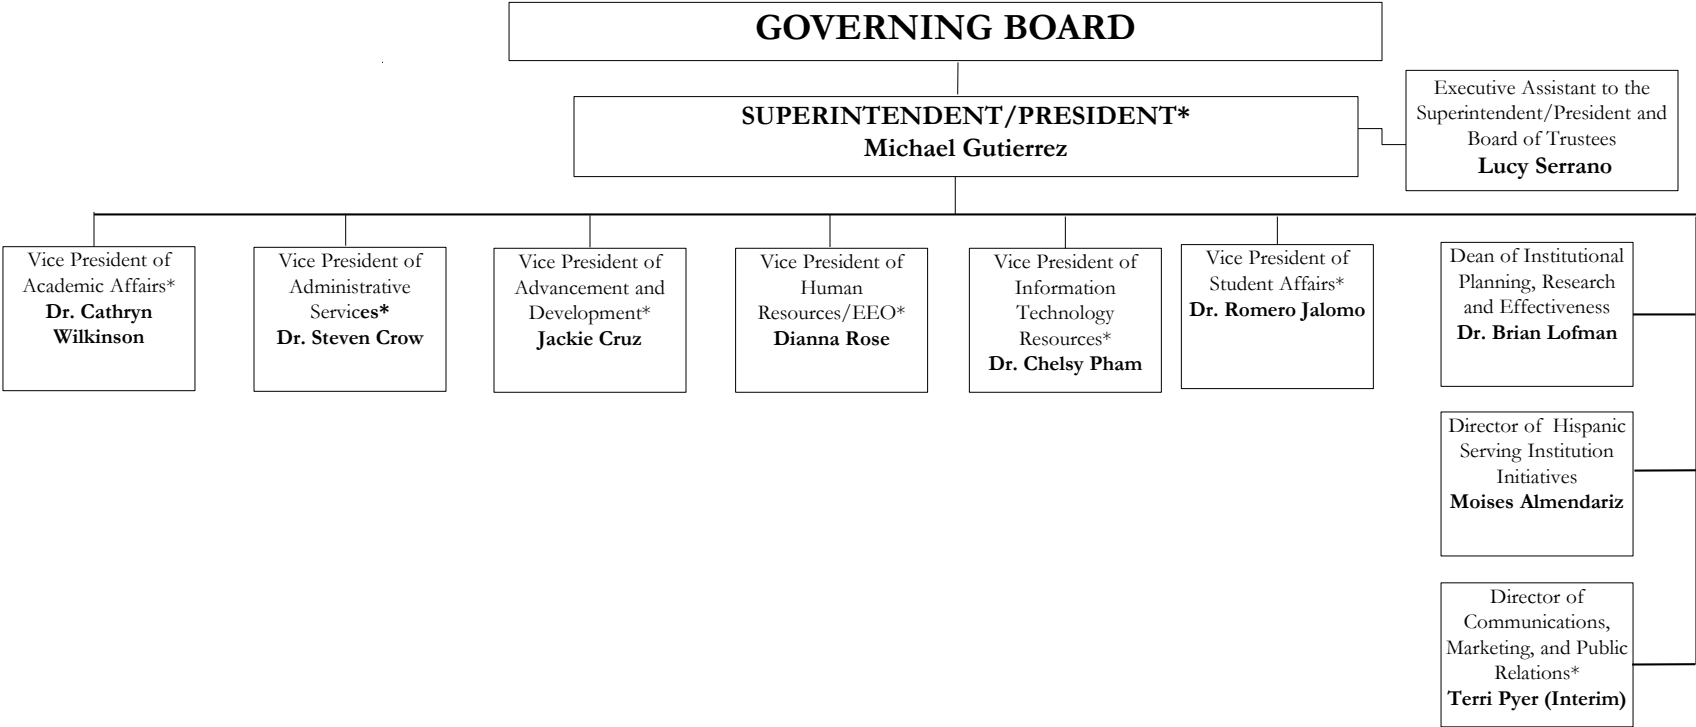 GOVERNING BOARD
SUPERINTENDENT/PRESIDENT*
Michael Gutierrez
Executive Assistant to the
Superintendent/President and
Board of Trustees
Lucy Serrano
Vice President of
Academic Affairs*
Dr. Cathryn
Wilkinson
Vice President of
Administrative
Services*
Dr. Steven Crow
Vice President of
Advancement and
Development*
Jackie Cruz
Vice President of
Human
Resources/EEO*
Dianna Rose
Vice President of
Information
Technology
Resources*
Dr. Chelsy Pham
Vice President of
Student Affairs*
Dr. Romero Jalomo
Dean of Institutional
Planning, Research
and Effectiveness
Dr. Brian Lofman
Director of  Hispanic
Serving Institution
Initiatives
Moises Almendariz
Director of
Communications,
Marketing, and Public
Relations*
Terri Pyer (Interim)